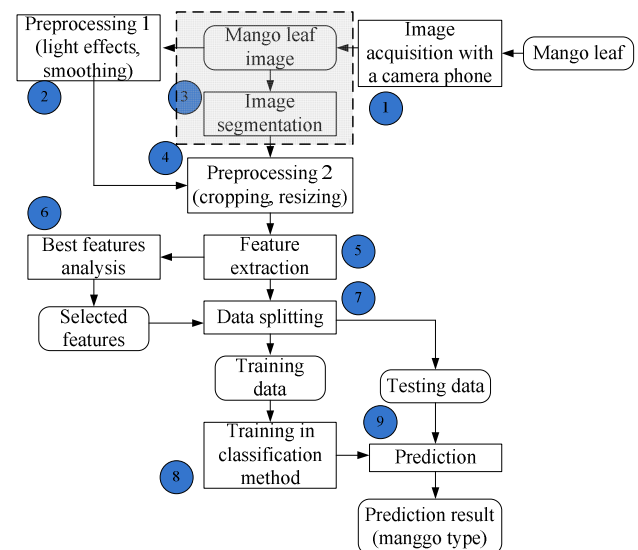 Preprocessing 1
(light effects,
smoothing)
Mango leaf
image
Image
acquisition with
a camera phone
Mango leaf
2
13
Image
segmentation
1
4
Preprocessing 2
(cropping, resizing)
6
Best features
analysis
Feature
extraction
5
7
Selected
features
Data splitting
Training
data
Testing data
9
Training in
classification
method
Prediction
8
Prediction result
(manggo type)